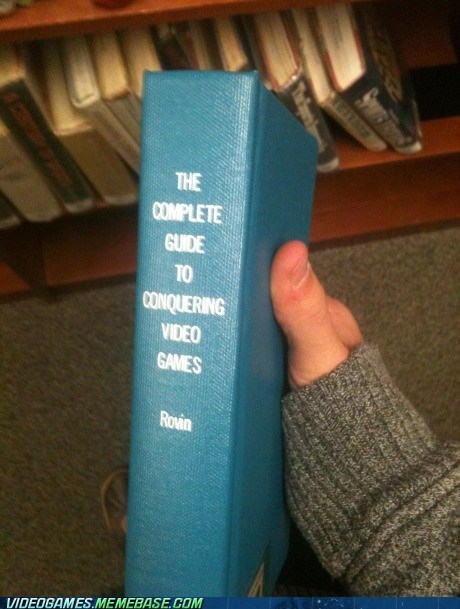 THE
COMPLETE
GUIDE
TO
CONQUERING
VIDEO
GAMES
Rovin
VIDEOGAMES.MEMEBASE.COM